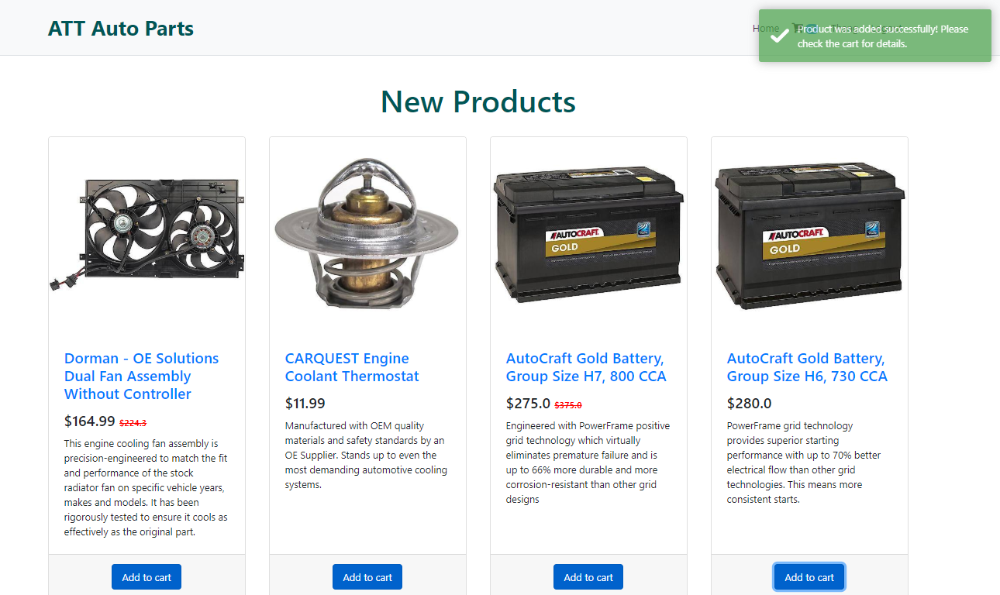 ATT Auto Parts
Home
Product was added successfully! Please
check the cart for details.
New Products
AUTOCRAFT
GOLD
AUTOCRAFT
GOLD
Dorman - OE Solutions
Dual Fan Assembly
Without Controller
$164.99 $224.3
This engine cooling fan assembly is
precision-engineered to match the fit
and performance of the stock
radiator fan on specific vehicle years,
makes and models. It has been
rigorously tested to ensure it cools as
effectively as the original part.
Add to cart
CARQUEST Engine
Coolant Thermostat
$11.99
Manufactured with OEM quality
materials and safety standards by an
OE Supplier. Stands up to even the
most demanding automotive cooling
systems.
Add to cart
AutoCraft Gold Battery,
Group Size H7, 800 CCA
$275.0 $375.0
Engineered with PowerFrame positive
grid technology which virtually
eliminates premature failure and is
up to 66% more durable and more
corrosion-resistant than other grid
designs
Add to cart
AutoCraft Gold Battery,
Group Size H6, 730 CCA
$280.0
PowerFrame grid technology
provides superior starting
performance with up to 70% better
electrical flow than other grid
technologies. This means more
consistent starts.
Add to cart